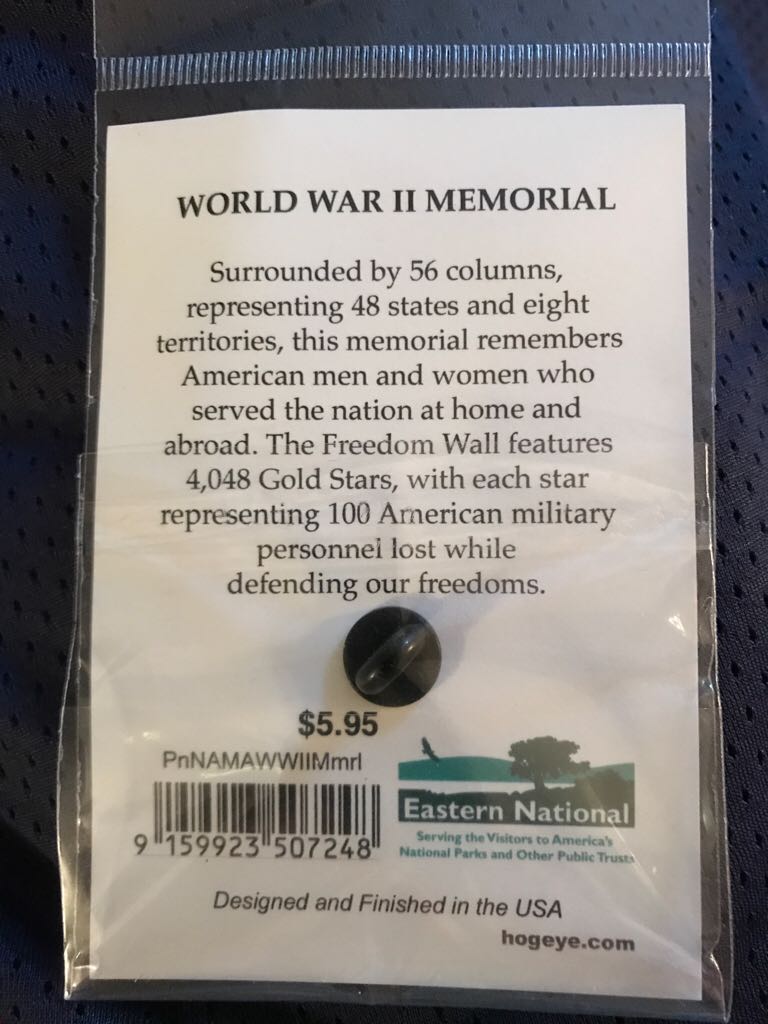 WORLD WAR II MEMORIAL
Surrounded by 56 columns,
representing 48 states and eight
territories, this memorial remembers
American men and women who
served the nation at home and
abroad. The Freedom Wall features
4,048 Gold Stars, with each star
representing 100 American military
personnel lost while
defending our freedoms.
$5.95
PnNAMAWWIIMmrl
9 159923 507248
Eastern National
Serving the Visitors to America's
National Parks and Other Public Trusts
Designed and Finished in the USA
hogeye.com